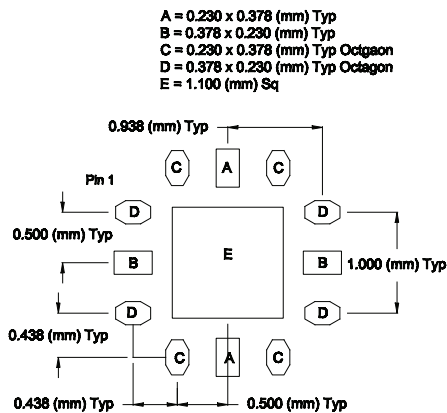 A = 0.230 x 0.378 (mm) Typ
B = 0.378 x 0.230 (mm) Typ
C = 0.230 x 0.378 (mm) Typ Octgaon
D = 0.378 x 0.230 (mm) Typ Octagon
E = 1.100 (mm) Sq
0.938 (mm) Typ
C A C
Pin 1
D D
0.500 (mm) Typ
B E B 1.000 (mm) Typ
D D
0.438 (mm) Typ
C A C
0.438 (mm) Typ 0.500 (mm) Typ